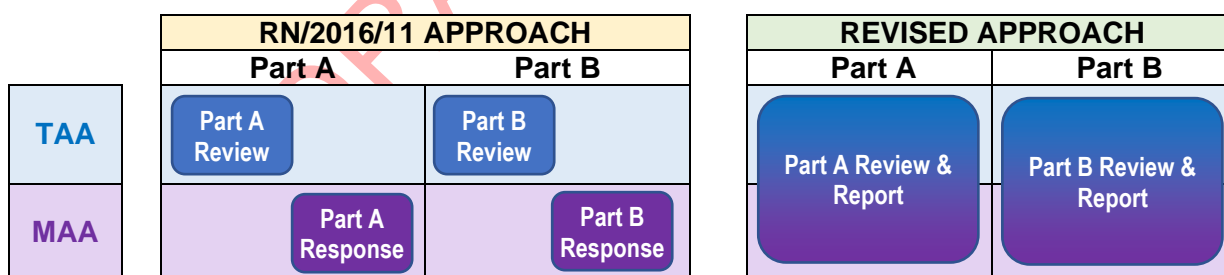 RN/2016/11 APPROACH
REVISED APPROACH
Part A
Part B
Part A
Part B
TAA
Part A
Review
Part B
Review
Part A Review &
Report
Part B Review &
Report
MAA
Part A
Response
Part B
Response